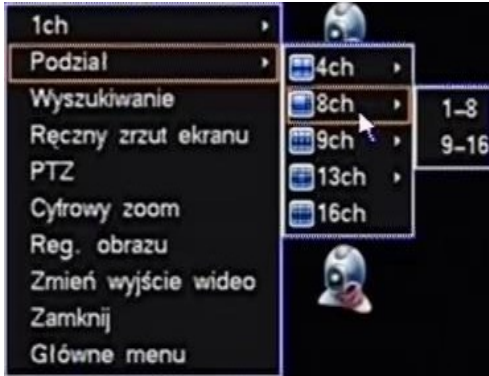 1ch
Podział
Wyszukiwanie
Ręczny zrzut ekranu
PTZ
Cyfrowy zoom
Reg. obrazu
Zmień wyjście wideo
Zamknij
Główne menu
4ch
8ch
9ch
13ch
16ch
1-8
9-16